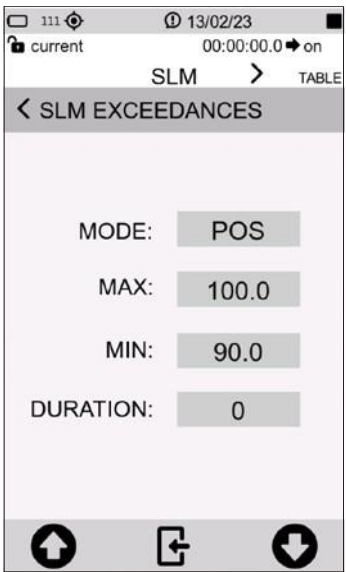 111 13/02/23
current 00:00:00.0 on
SLM > TABLE
< SLM EXCEEDANCES
MODE: POS
MAX: 100.0
MIN: 90.0
DURATION: 0